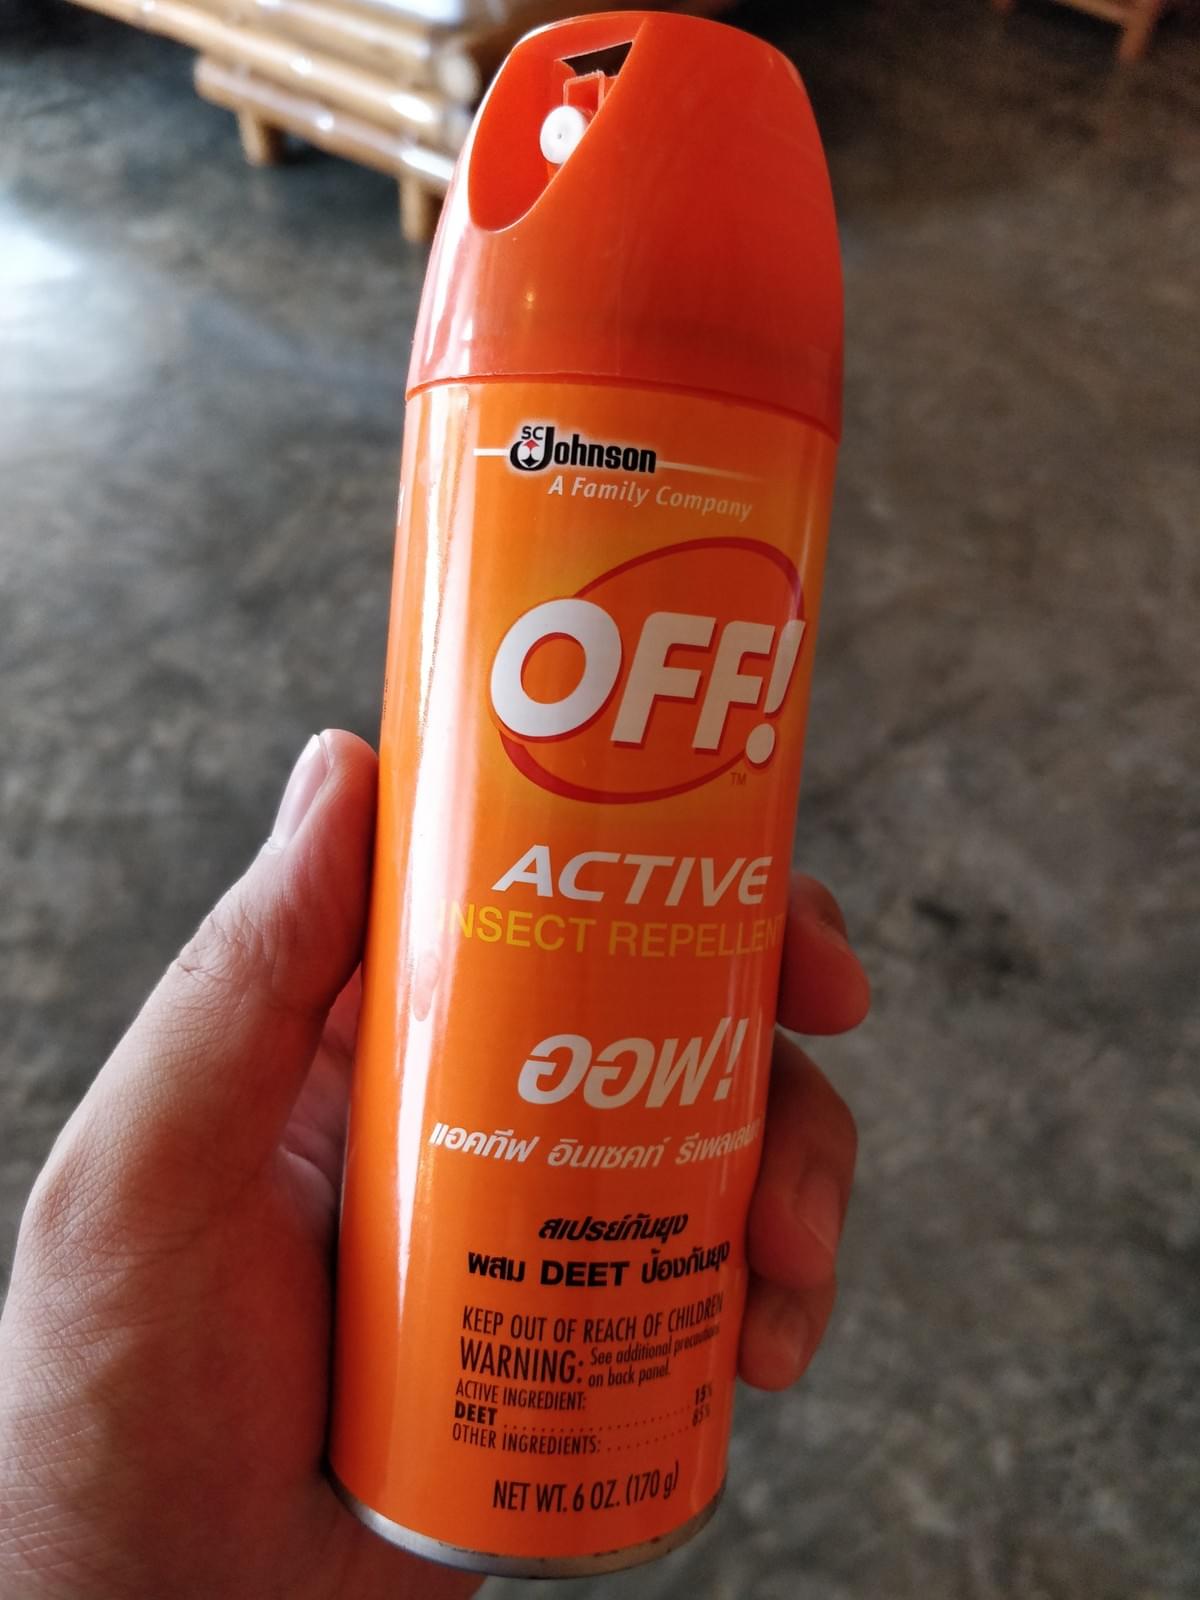 SC Johnson
A Family Company
OFF!
TM
ACTIVE
INSECT REPELLENT
ออฟ!
แอคทีฟ อินเซคท์ รีเพลเลนท์
สเปรย์กันยุง
ผสม DEET ป้องกันยุง
KEEP OUT OF REACH OF CHILDREN
WARNING: See additional precautions
on back panel.
ACTIVE INGREDIENT:
DEET .......................... 15%
OTHER INGREDIENTS: ........... 85%
NET WT. 6 OZ. (170 g)